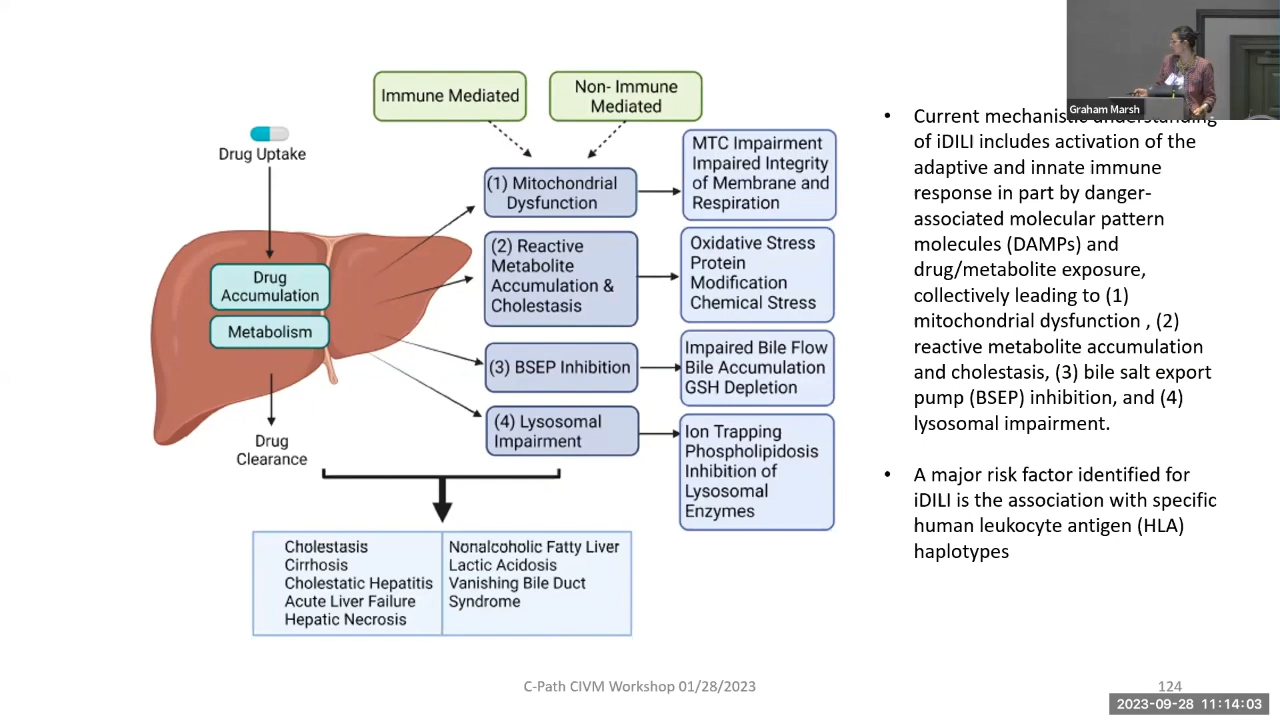 Immune Mediated
Non- Immune
Mediated
Drug Uptake
(1) Mitochondrial
Dysfunction
MTC Impairment
Impaired Integrity
of Membrane and
Respiration
Drug
Accumulation
Metabolism
(2) Reactive
Metabolite
Accumulation &
Cholestasis
Oxidative Stress
Protein
Modification
Chemical Stress
(3) BSEP Inhibition
Impaired Bile Flow
Bile Accumulation
GSH Depletion
(4) Lysosomal
Impairment
Ion Trapping
Phospholipidosis
Inhibition of
Lysosomal
Enzymes
Drug
Clearance
Cholestasis
Cirrhosis
Cholestatic Hepatitis
Acute Liver Failure
Hepatic Necrosis
Nonalcoholic Fatty Liver
Lactic Acidosis
Vanishing Bile Duct
Syndrome
Graham Marsh
• Current mechanistic understanding
of iDILI includes activation of the
adaptive and innate immune
response in part by danger-
associated molecular pattern
molecules (DAMPs) and
drug/metabolite exposure,
collectively leading to (1)
mitochondrial dysfunction , (2)
reactive metabolite accumulation
and cholestasis, (3) bile salt export
pump (BSEP) inhibition, and (4)
lysosomal impairment.
• A major risk factor identified for
iDILI is the association with specific
human leukocyte antigen (HLA)
haplotypes
C-Path CIVM Workshop 01/28/2023
124
2023-09-28 11:14:03